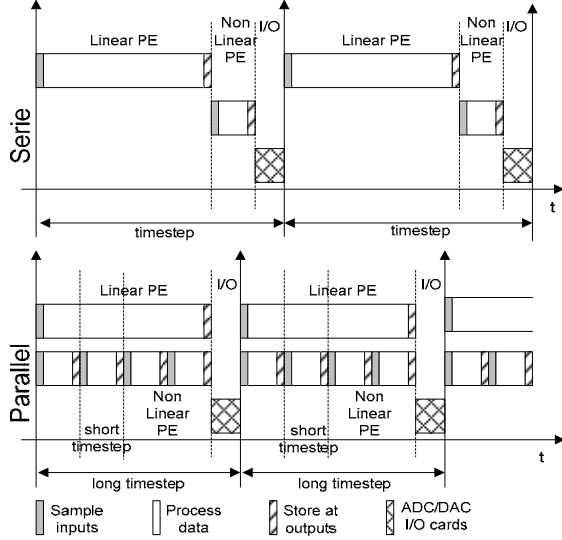 Non
Linear
PE
I/O
Linear PE
Linear PE
Non
Linear
PE
I/O
Serie
t
timestep
timestep
Linear PE
I/O
Linear PE
I/O
Parallel
Non
Linear
PE
short
timestep
Non
Linear
PE
short
timestep
t
long timestep
long timestep
Sample
inputs
Process
data
Store at
outputs
ADC/DAC
I/O cards